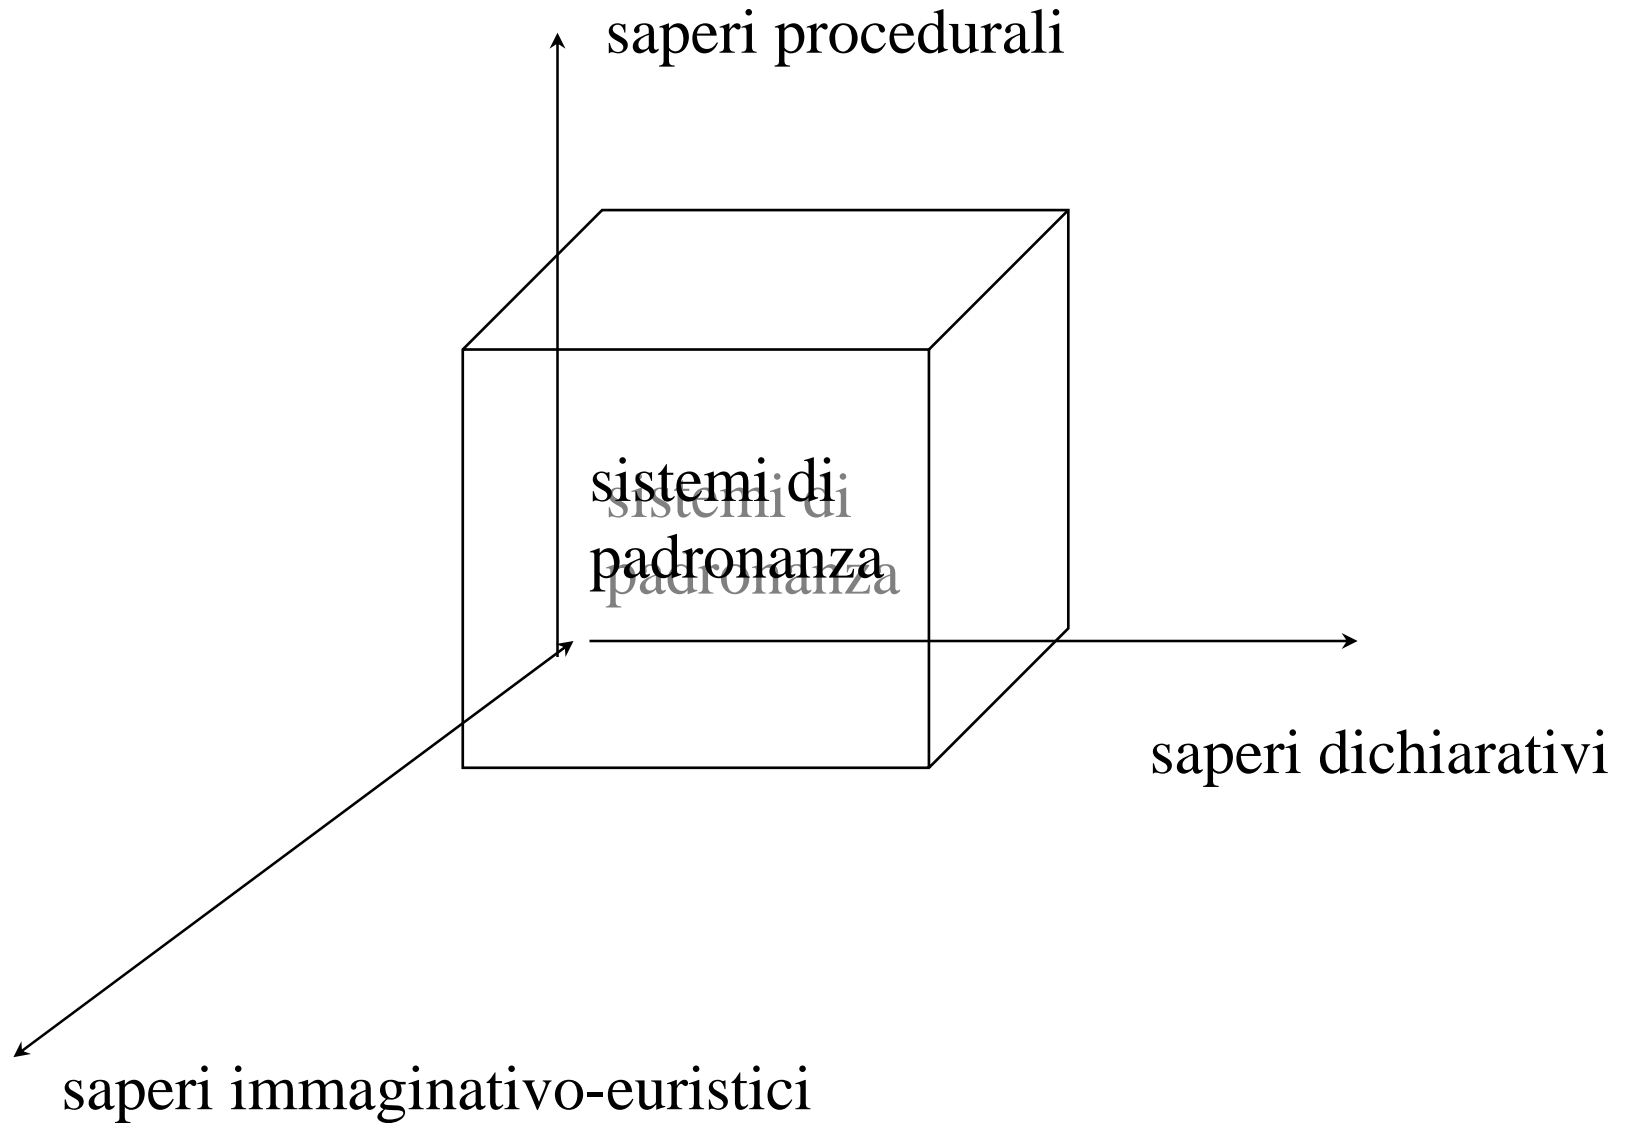 saperi procedurali
sistemi di
padronanza
saperi dichiarativi
saperi immaginativo-euristici